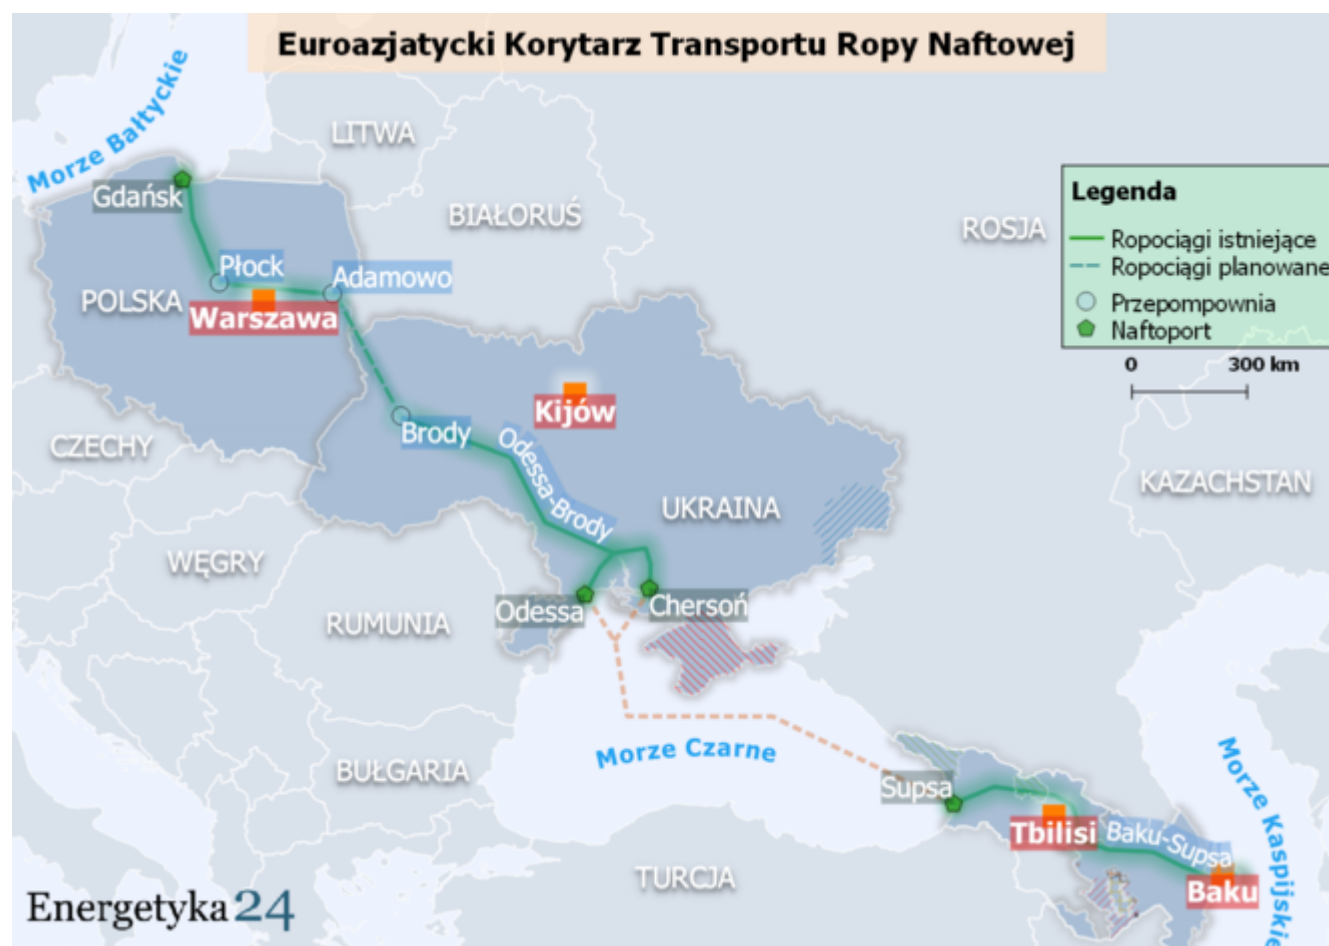 Euroazjatycki Korytarz Transportu Ropy Naftowej
Morze Bałtyckie
LITWA
Gdańsk
BIAŁORUŚ
ROSJA
Legenda
Ropociągi istniejące
Ropociągi planowane
Przepompownia
Naftoport
0 300 km
Płock
Adamowo
POLSKA
Warszawa
Kijów
Brody
CZECHY
Odessa-Brody
UKRAINA
KAZACHSTAN
WĘGRY
Odessa
Chersoń
RUMUNIA
Morze Czarne
BUŁGARIA
Supsa
Morze Kaspijskie
Tbilisi
Baku-Supsa
TURCJA
Baku
Energetyka24